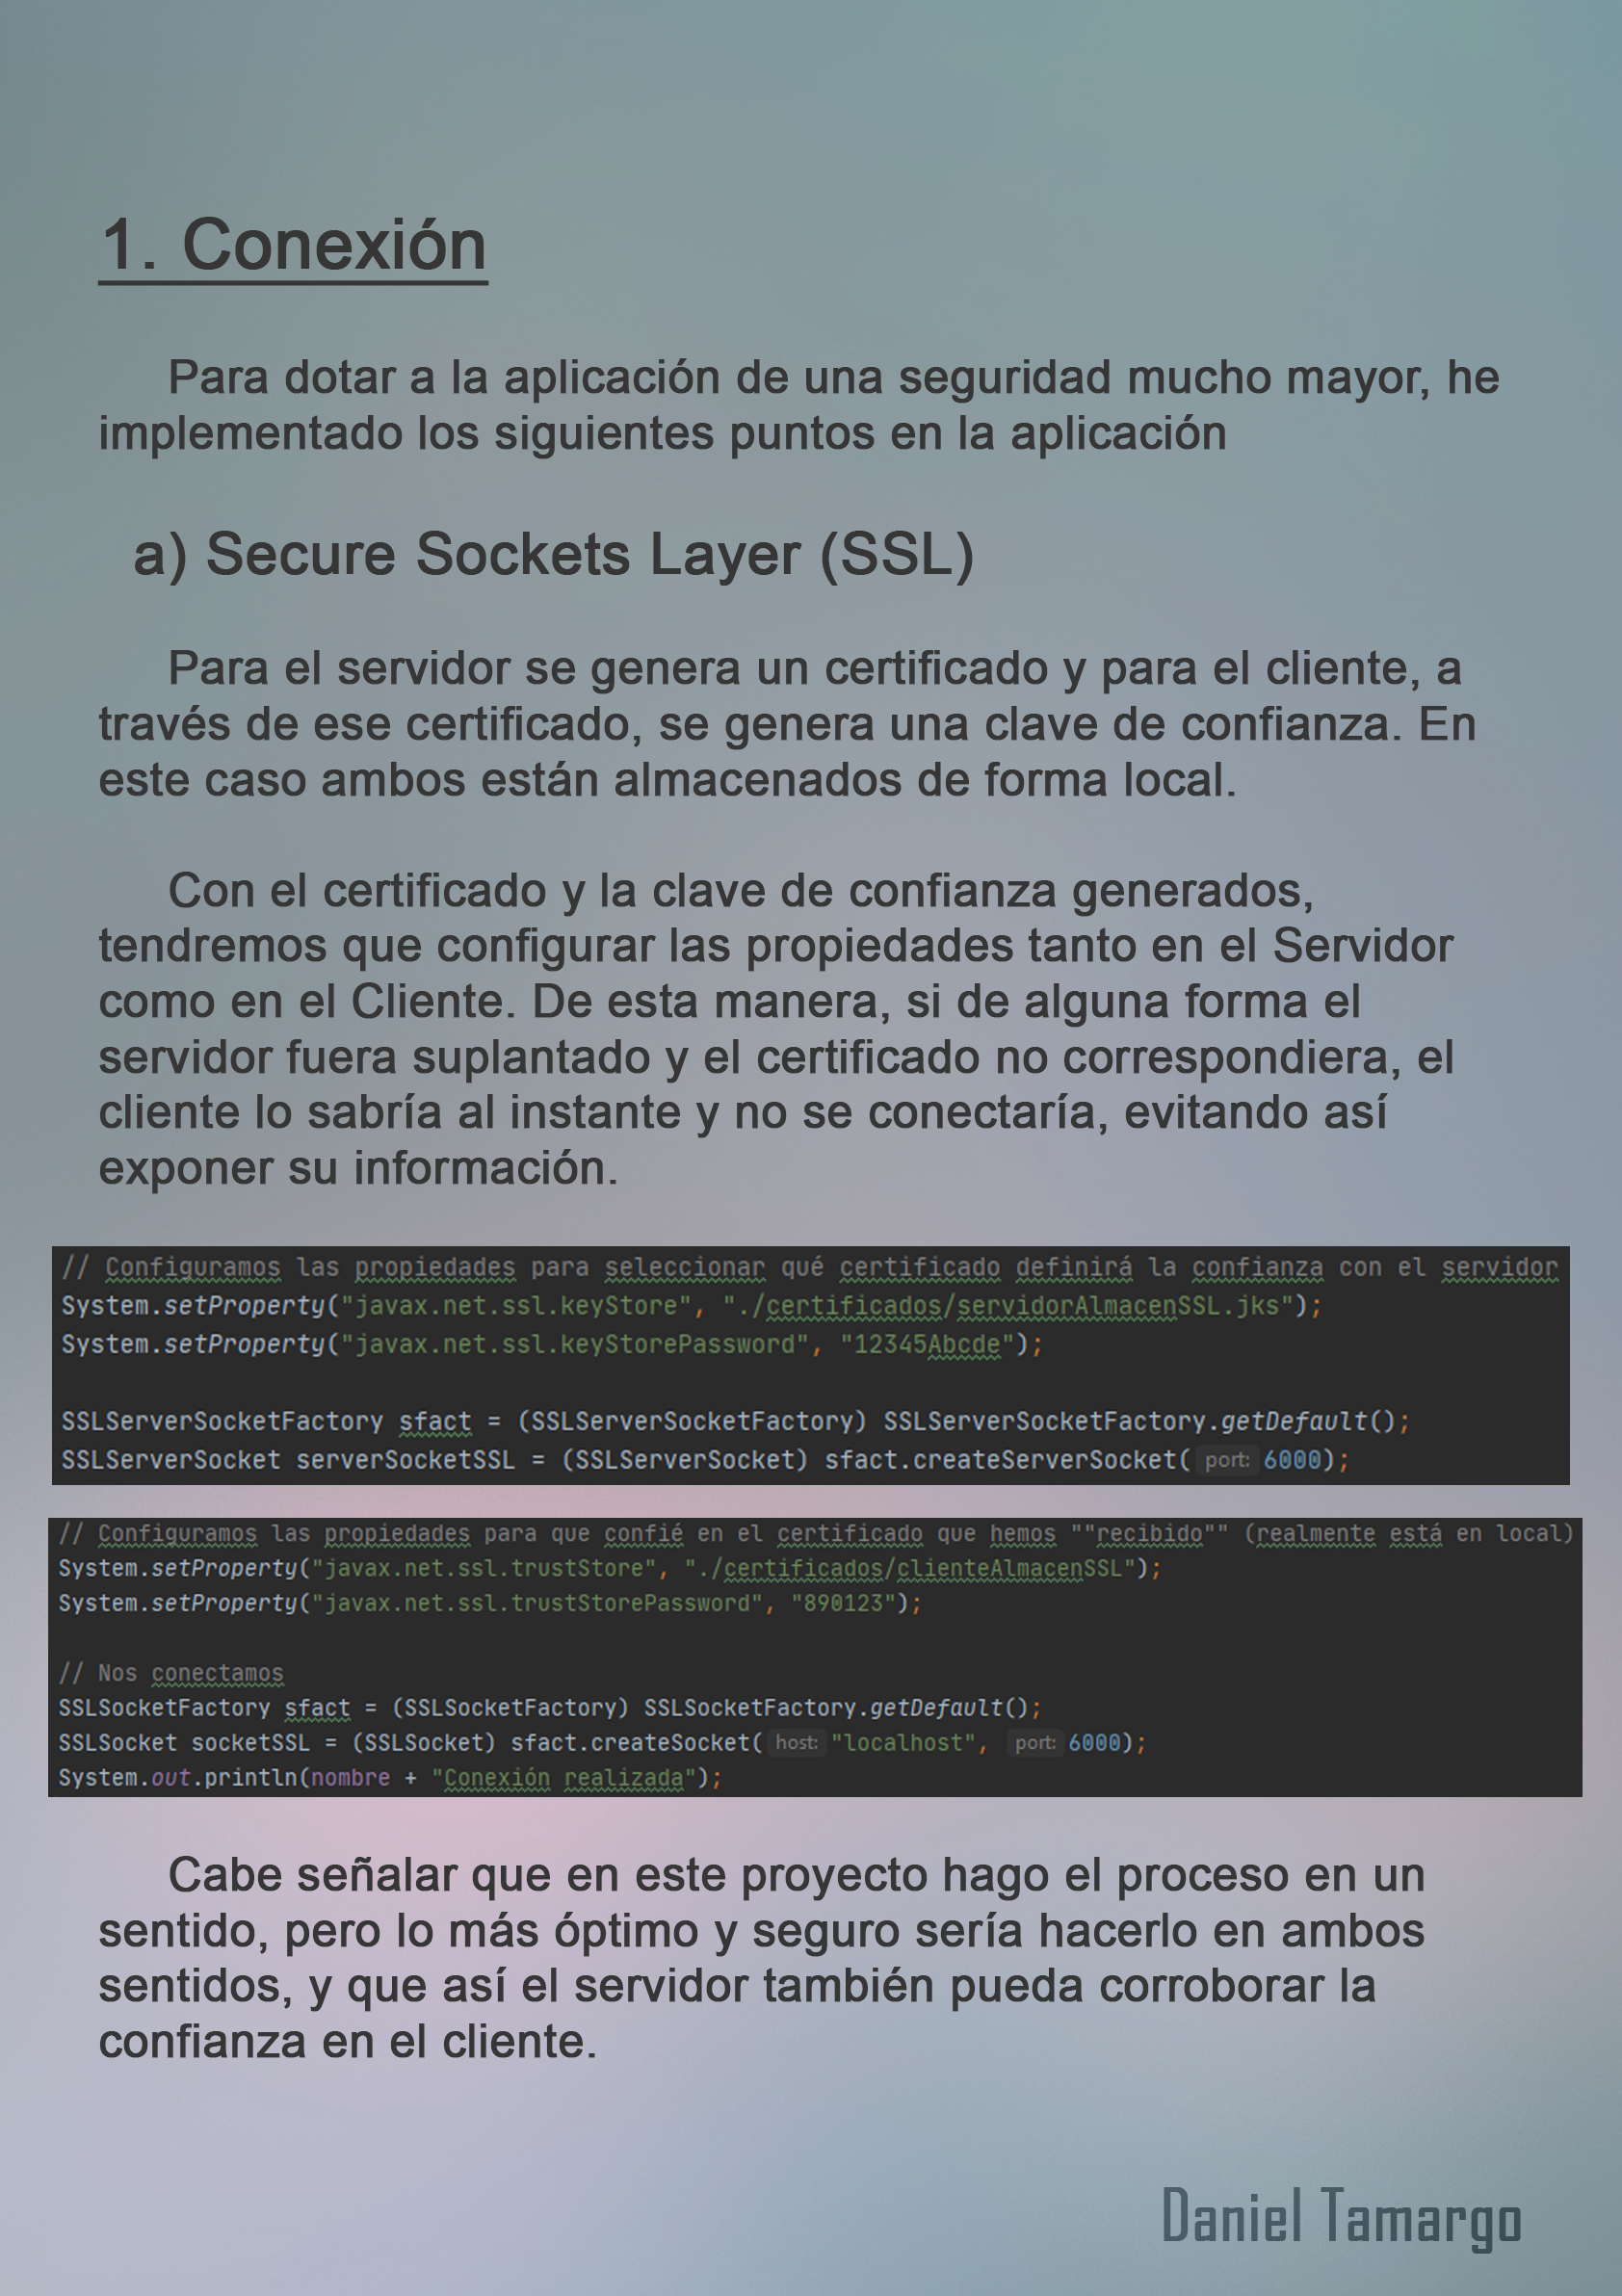 1. Conexión
Para dotar a la aplicación de una seguridad mucho mayor, he
implementado los siguientes puntos en la aplicación
a) Secure Sockets Layer (SSL)
Para el servidor se genera un certificado y para el cliente, a
través de ese certificado, se genera una clave de confianza. En
este caso ambos están almacenados de forma local.
Con el certificado y la clave de confianza generados,
tendremos que configurar las propiedades tanto en el Servidor
como en el Cliente. De esta manera, si de alguna forma el
servidor fuera suplantado y el certificado no correspondiera, el
cliente lo sabría al instante y no se conectaría, evitando así
exponer su información.
// Configuramos las propiedades para seleccionar qué certificado definirá la confianza con el servidor
System.setProperty("javax.net.ssl.keyStore", "./certificados/servidorAlmacenSSL.jks");
System.setProperty("javax.net.ssl.keyStorePassword", "12345Abcde");
SSLServerSocketFactory sfact = (SSLServerSocketFactory) SSLServerSocketFactory.getDefault();
SSLServerSocket serverSocketSSL = (SSLServerSocket) sfact.createServerSocket( port: 6000);
// Configuramos las propiedades para que confié en el certificado que hemos ""recibido"" (realmente está en local)
System.setProperty("javax.net.ssl.trustStore", "./certificados/clienteAlmacenSSL");
System.setProperty("javax.net.ssl.trustStorePassword", "890123");
// Nos conectamos
SSLSocketFactory sfact = (SSLSocketFactory) SSLSocketFactory.getDefault();
SSLSocket socketSSL = (SSLSocket) sfact.createSocket( host: "localhost", port: 6000);
System.out.println(nombre + "Conexión realizada");
Cabe señalar que en este proyecto hago el proceso en un
sentido, pero lo más óptimo y seguro sería hacerlo en ambos
sentidos, y que así el servidor también pueda corroborar la
confianza en el cliente.
Daniel Tamargo